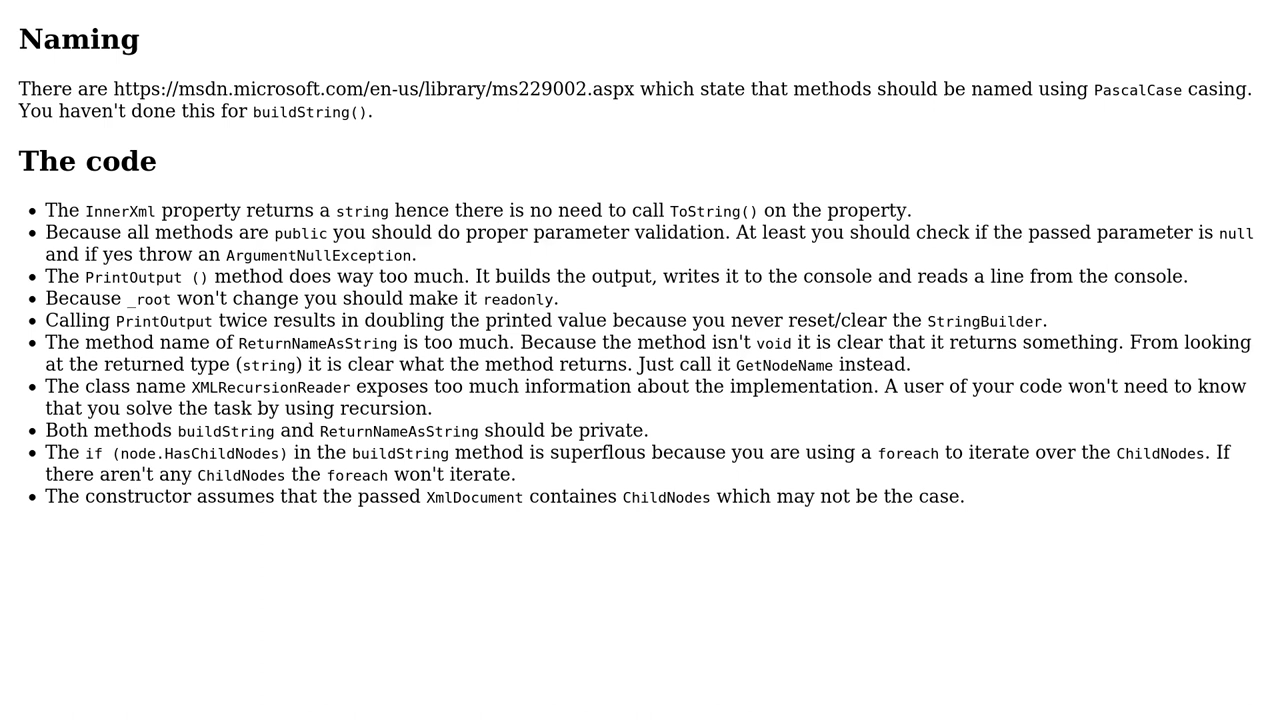 Naming
There are https://msdn.microsoft.com/en-us/library/ms229002.aspx which state that methods should be named using PascalCase casing.
You haven't done this for buildString().
The code
• The InnerXml property returns a string hence there is no need to call ToString() on the property.
• Because all methods are public you should do proper parameter validation. At least you should check if the passed parameter is null
and if yes throw an ArgumentNullException.
• The PrintOutput () method does way too much. It builds the output, writes it to the console and reads a line from the console.
• Because _root won't change you should make it readonly.
• Calling PrintOutput twice results in doubling the printed value because you never reset/clear the StringBuilder.
• The method name of ReturnNameAsString is too much. Because the method isn't void it is clear that it returns something. From looking
at the returned type (string) it is clear what the method returns. Just call it GetNodeName instead.
• The class name XMLRecursionReader exposes too much information about the implementation. A user of your code won't need to know
that you solve the task by using recursion.
• Both methods buildString and ReturnNameAsString should be private.
• The if (node.HasChildNodes) in the buildString method is superflous because you are using a foreach to iterate over the ChildNodes. If
there aren't any ChildNodes the foreach won't iterate.
• The constructor assumes that the passed XmlDocument containes ChildNodes which may not be the case.